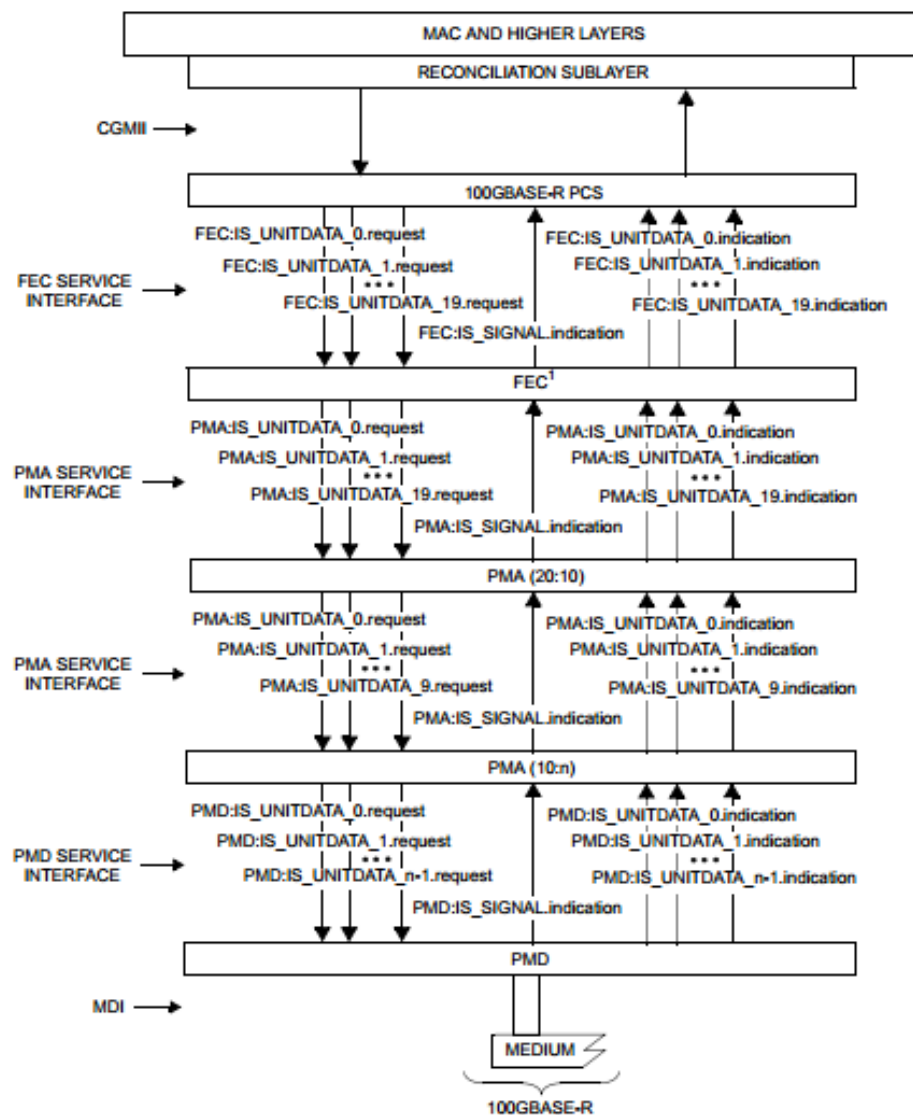 MAC AND HIGHER LAYERS
RECONCILIATION SUBLAYER
CGMII
100GBASE-R PCS
FEC:IS_UNITDATA_0.request
FEC:IS_UNITDATA_1.request
•••
FEC:IS_UNITDATA_19.request
FEC:IS_SIGNAL.indication
FEC:IS_UNITDATA_0.indication
FEC:IS_UNITDATA_1.indication
•••
FEC:IS_UNITDATA_19.indication
FEC SERVICE
INTERFACE
FEC¹
PMA:IS_UNITDATA_0.request
PMA:IS_UNITDATA_1.request
•••
PMA:IS_UNITDATA_19.request
PMA:IS_SIGNAL.indication
PMA:IS_UNITDATA_0.indication
PMA:IS_UNITDATA_1.indication
•••
PMA:IS_UNITDATA_19.indication
PMA SERVICE
INTERFACE
PMA (20:10)
PMA:IS_UNITDATA_0.request
PMA:IS_UNITDATA_1.request
•••
PMA:IS_UNITDATA_9.request
PMA:IS_SIGNAL.indication
PMA:IS_UNITDATA_0.indication
PMA:IS_UNITDATA_1.indication
•••
PMA:IS_UNITDATA_9.indication
PMA SERVICE
INTERFACE
PMA (10:n)
PMD:IS_UNITDATA_0.request
PMD:IS_UNITDATA_1.request
•••
PMD:IS_UNITDATA_n-1.request
PMD:IS_SIGNAL.indication
PMD:IS_UNITDATA_0.indication
PMD:IS_UNITDATA_1.indication
•••
PMD:IS_UNITDATA_n-1.indication
PMD SERVICE
INTERFACE
PMD
MDI
MEDIUM
100GBASE-R